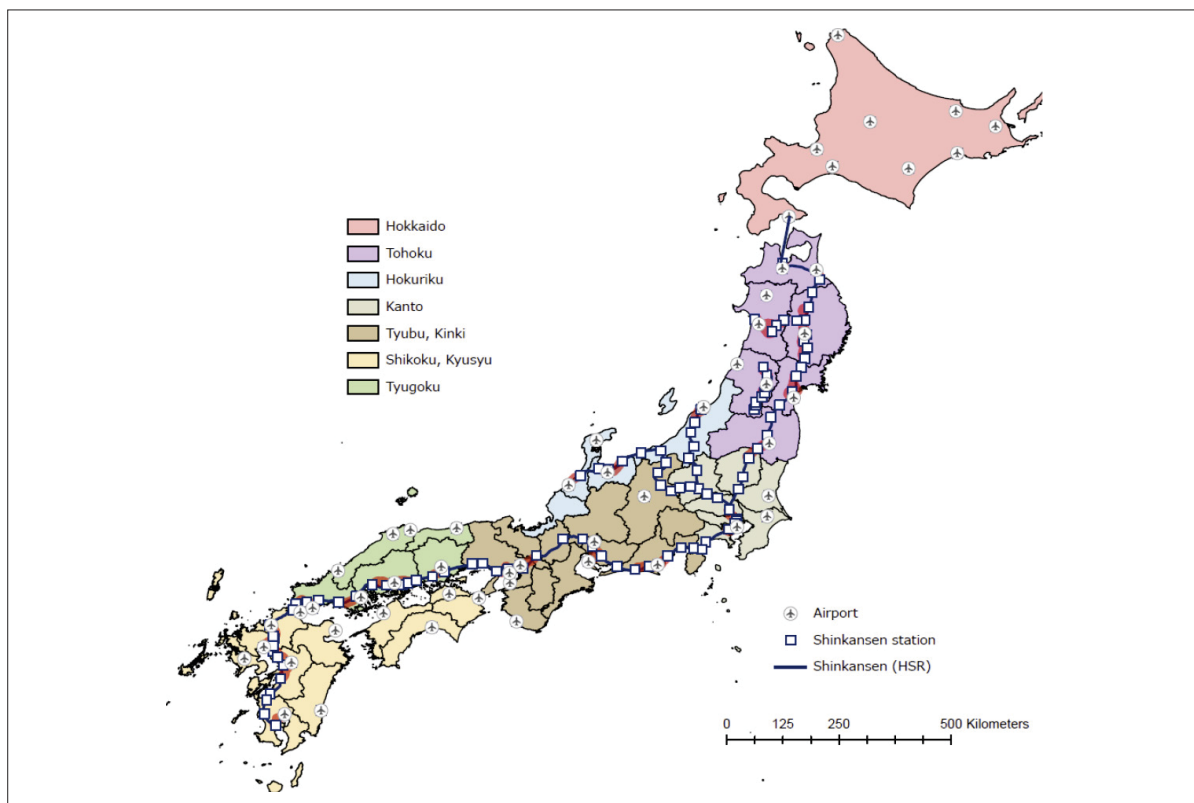 Hokkaido
Tohoku
Hokuriku
Kanto
Tyubu, Kinki
Shikoku, Kyusyu
Tyugoku
Airport
Shinkansen station
Shinkansen (HSR)
0 125 250 500 Kilometers